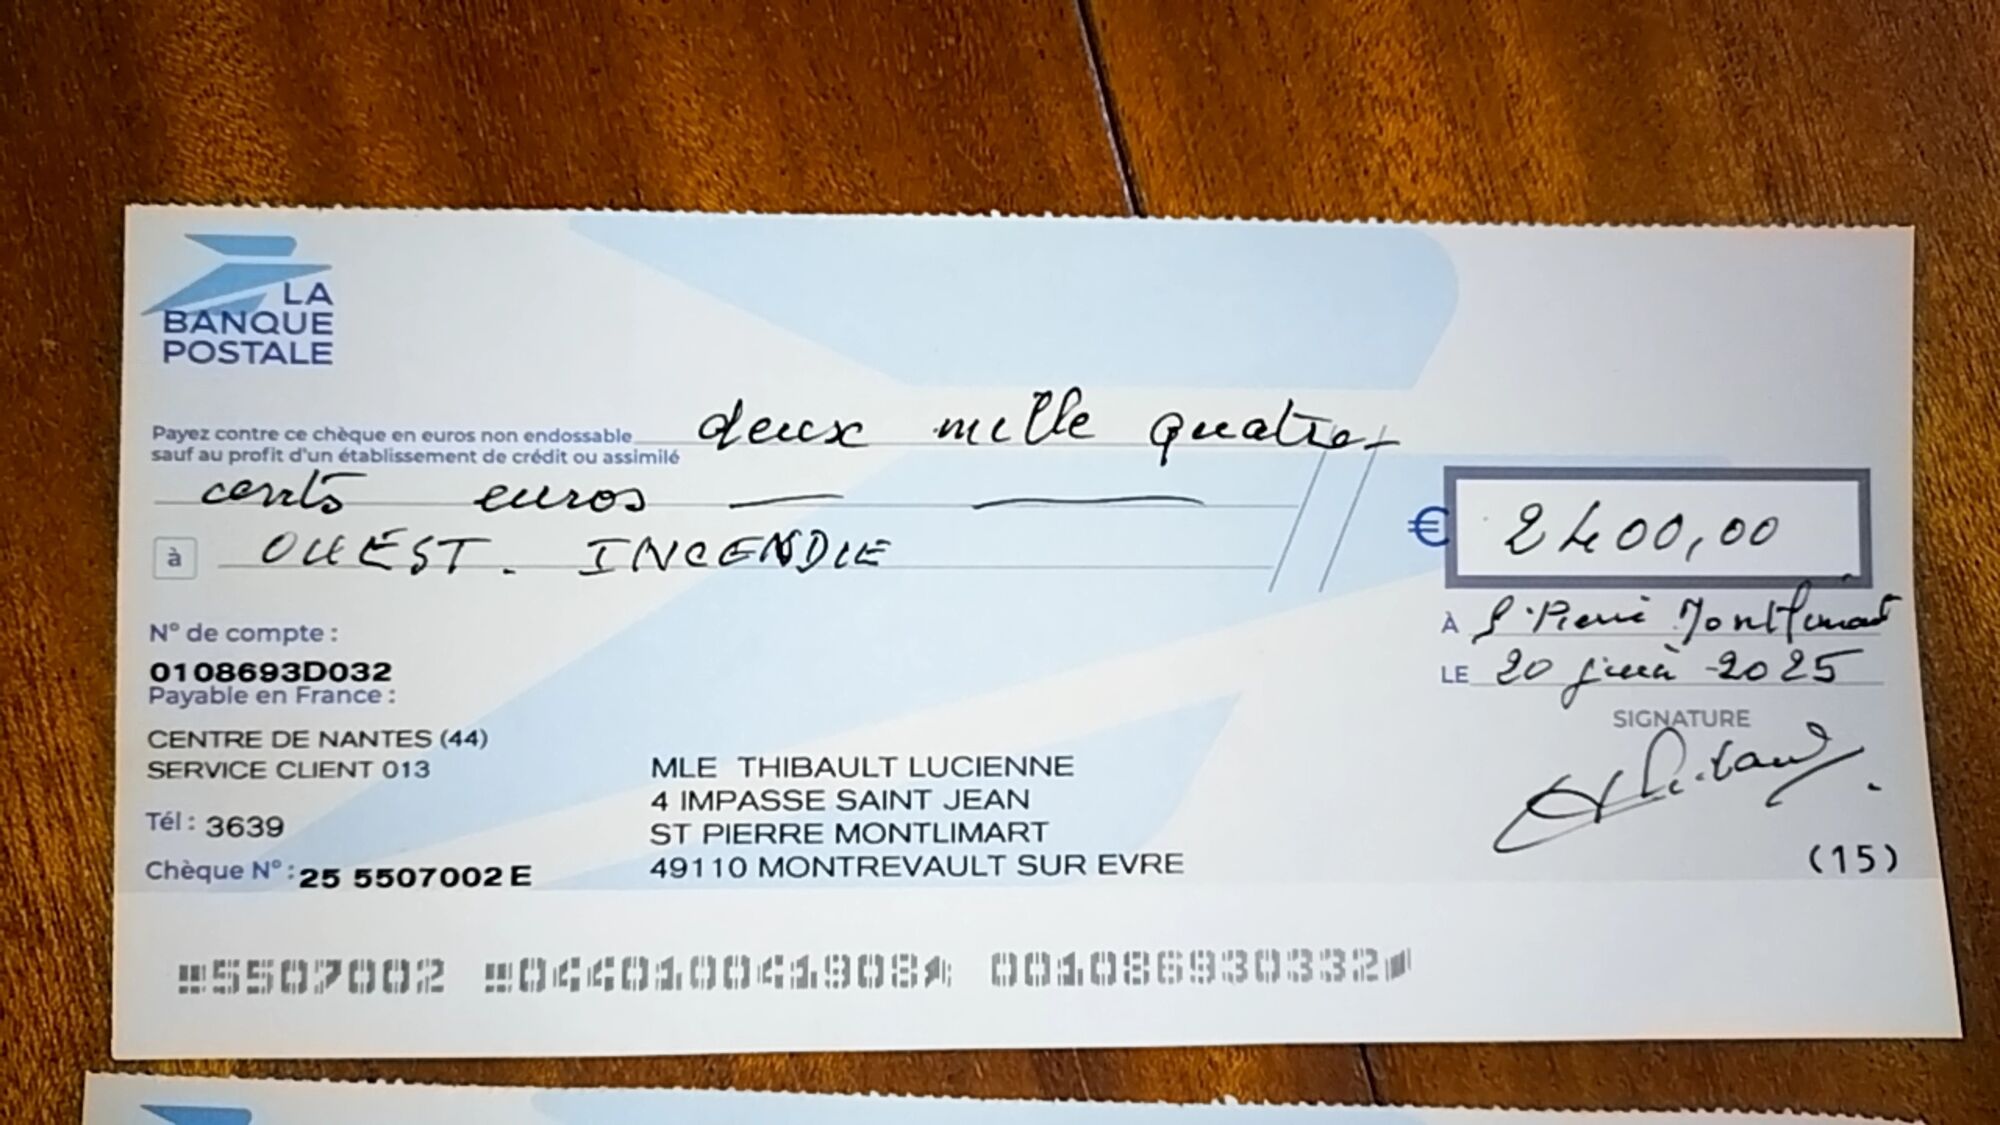 LA
BANQUE
POSTALE
Payez contre ce chèque en euros non endossable
sauf au profit d'un établissement de crédit ou assimilé
deux mille quatre
cents euros
à OUEST. INCENDIE
€ 2400,00
À St Pierre Montlimart
LE 20 juin 2025
N° de compte :
0108693D032
Payable en France :
CENTRE DE NANTES (44)
SERVICE CLIENT 013
Tél : 3639
Chèque N° : 25 5507002 E
MLE THIBAULT LUCIENNE
4 IMPASSE SAINT JEAN
ST PIERRE MONTLIMART
49110 MONTREVAULT SUR EVRE
SIGNATURE
(15)
5507002 044010041908 001086930332